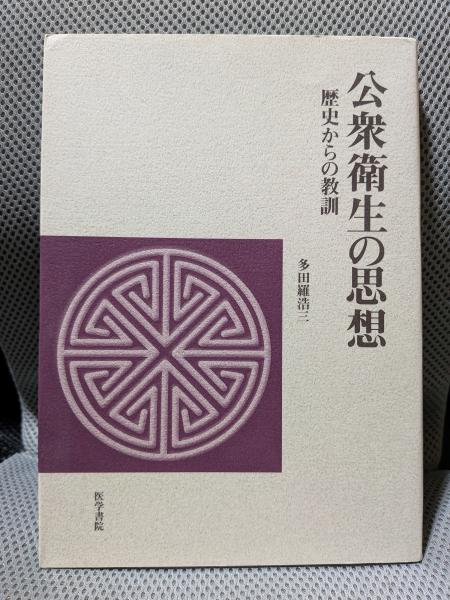 公衆衛生の思想
歴史からの教訓
多田羅浩三
医学書院